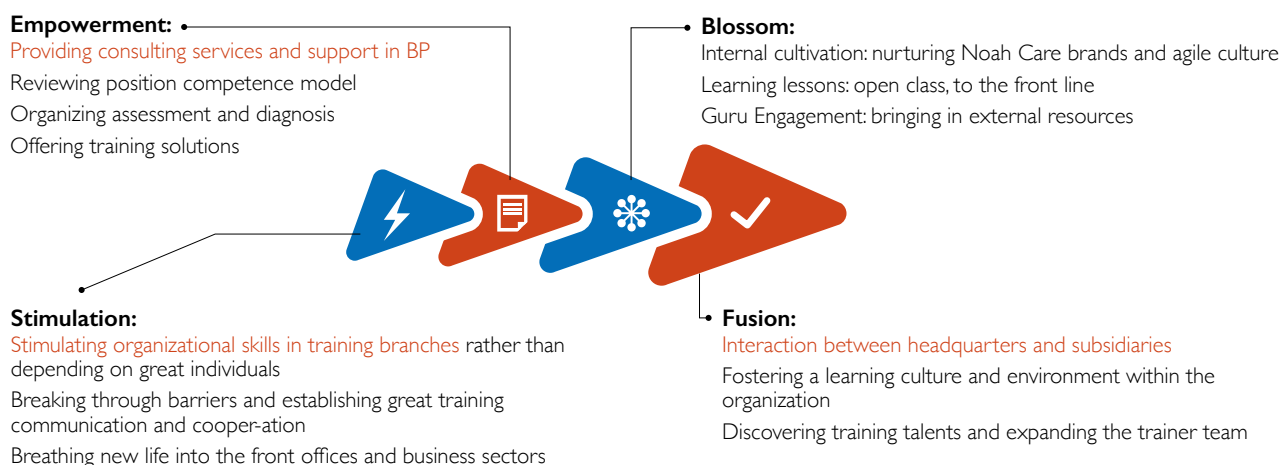 Empowerment:
Providing consulting services and support in BP
Reviewing position competence model
Organizing assessment and diagnosis
Offering training solutions
Blossom:
Internal cultivation: nurturing Noah Care brands and agile culture
Learning lessons: open class, to the front line
Guru Engagement: bringing in external resources
Stimulation:
Stimulating organizational skills in training branches rather than
depending on great individuals
Breaking through barriers and establishing great training
communication and cooper-ation
Breathing new life into the front offices and business sectors
Fusion:
Interaction between headquarters and subsidiaries
Fostering a learning culture and environment within the
organization
Discovering training talents and expanding the trainer team